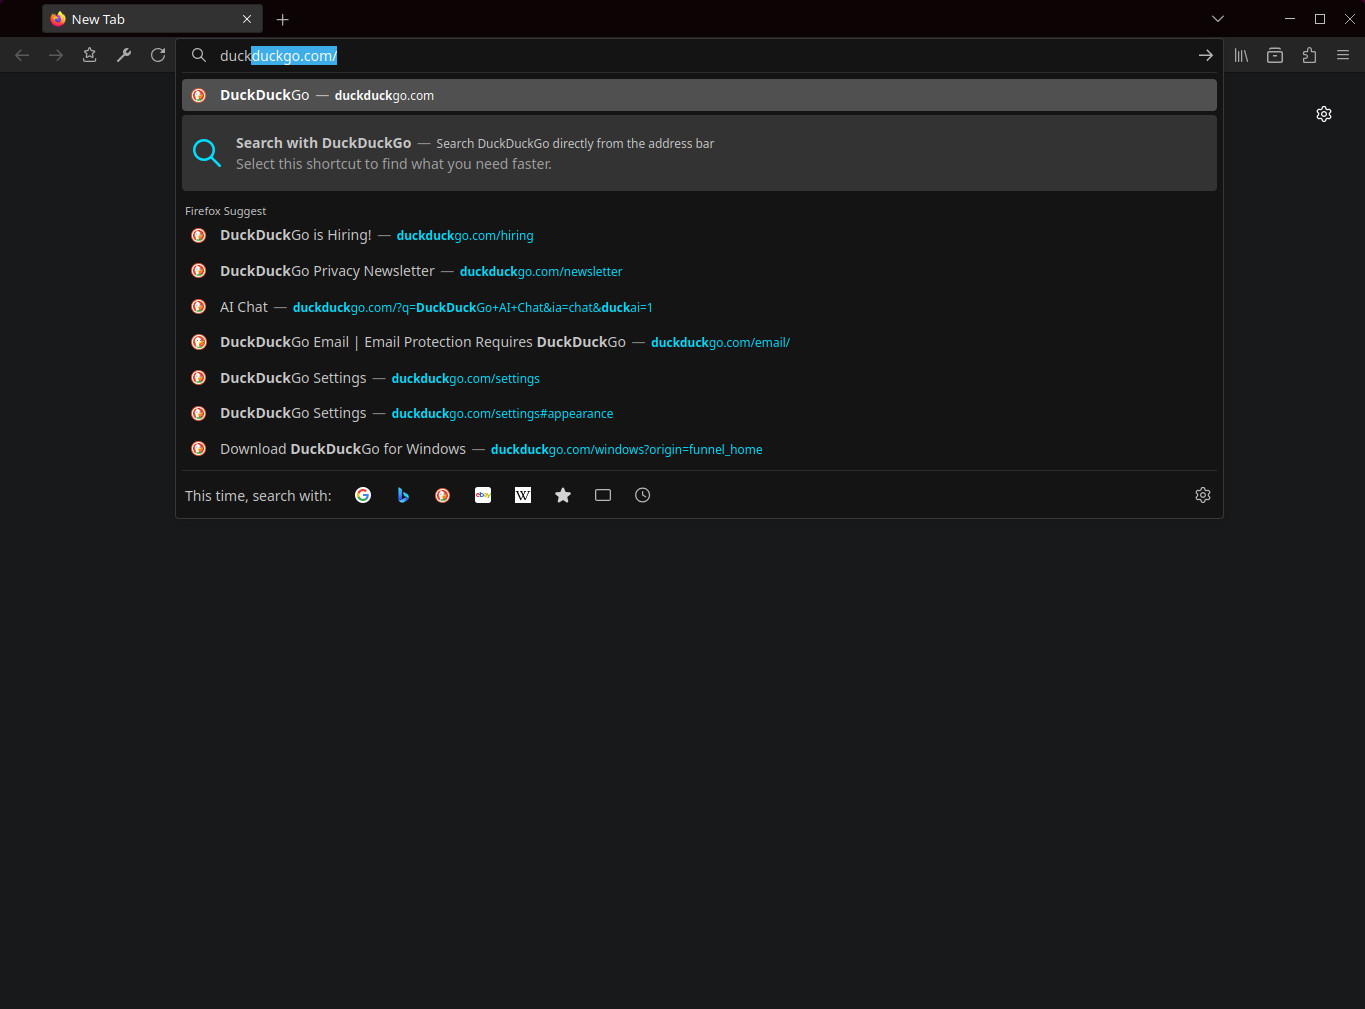 New Tab
duckduckgo.com/
DuckDuckGo — duckduckgo.com
Search with DuckDuckGo — Search DuckDuckGo directly from the address bar
Select this shortcut to find what you need faster.
Firefox Suggest
DuckDuckGo is Hiring! — duckduckgo.com/hiring
DuckDuckGo Privacy Newsletter — duckduckgo.com/newsletter
AI Chat — duckduckgo.com/?q=DuckDuckGo+AI+Chat&ia=chat&duckai=1
DuckDuckGo Email | Email Protection Requires DuckDuckGo — duckduckgo.com/email/
DuckDuckGo Settings — duckduckgo.com/settings
DuckDuckGo Settings — duckduckgo.com/settings#appearance
Download DuckDuckGo for Windows — duckduckgo.com/windows?origin=funnel_home
This time, search with:
ebay
W